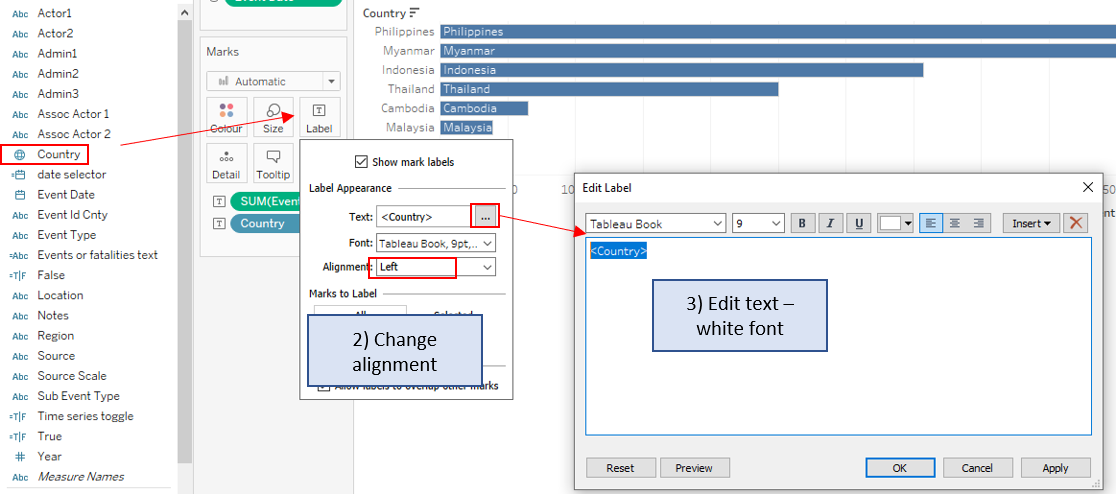 Abc Actor1
Abc Actor2
Abc Admin1
Abc Admin2
Abc Admin3
Abc Assoc Actor 1
Abc Assoc Actor 2
Country
date selector
Event Date
Abc Event Id Cnty
Abc Event Type
=Abc Events or fatalities text
=T|F False
Abc Location
Abc Notes
Abc Region
Abc Source
Abc Source Scale
Abc Sub Event Type
=T|F Time series toggle
=T|F True
# Year
Abc Measure Names
Event Date
Marks
Automatic
Colour Size Label
Detail Tooltip
SUM(Event
Country
Country
Philippines Philippines
Myanmar Myanmar
Indonesia Indonesia
Thailand Thailand
Cambodia Cambodia
Malaysia Malaysia
Show mark labels
Label Appearance
Text: <Country> ...
Font: Tableau Book, 9pt,...
Alignment: Left
Marks to Label
2) Change
alignment
Allow labels to overlap other marks
Edit Label
Tableau Book 9 B I U Insert
<Country>
3) Edit text –
white font
Reset Preview OK Cancel Apply